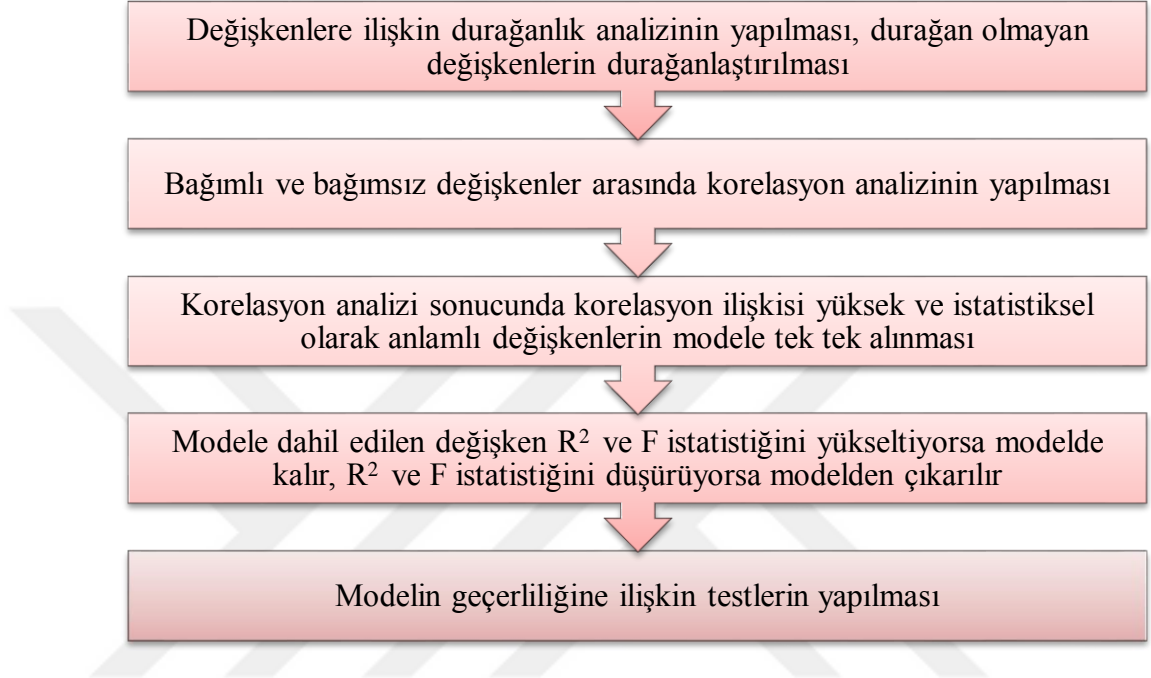 Değişkenlere ilişkin durağanlık analizinin yapılması, durağan olmayan
değişkenlerin durağanlaştırılması
Bağımlı ve bağımsız değişkenler arasında korelasyon analizinin yapılması
Korelasyon analizi sonucunda korelasyon ilişkisi yüksek ve istatistiksel
olarak anlamlı değişkenlerin modele tek tek alınması
Modele dahil edilen değişken R² ve F istatistiğini yükseltiyorsa modelde
kalır, R² ve F istatistiğini düşürüyorsa modelden çıkarılır
Modelin geçerliliğine ilişkin testlerin yapılması